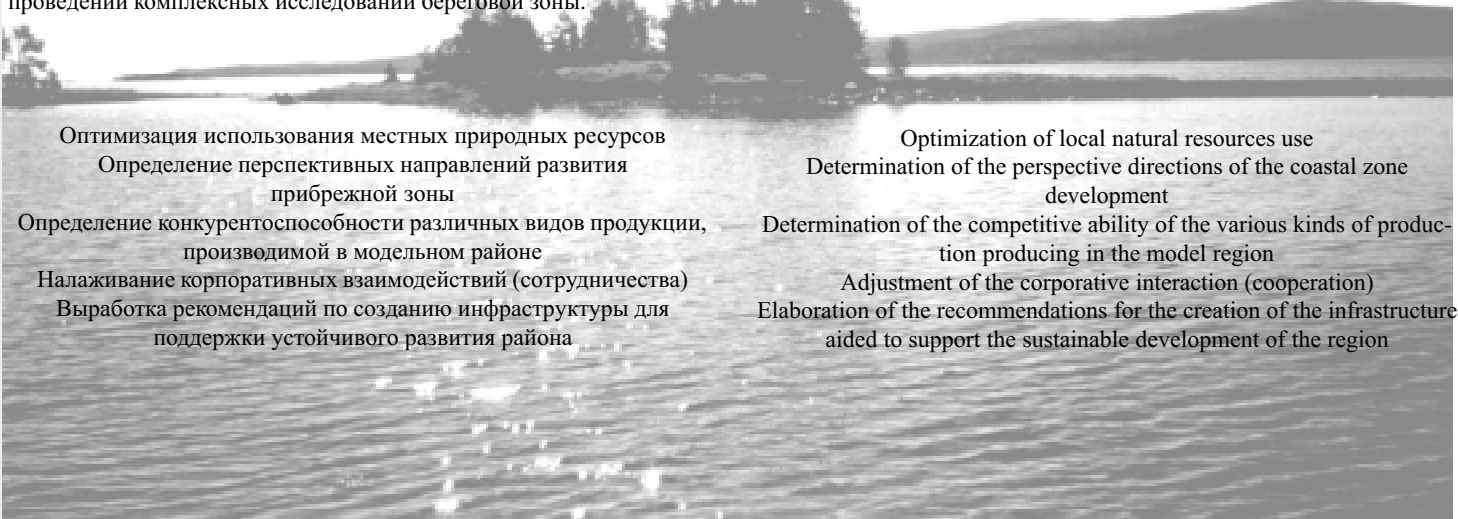 проведении комплексных исследований береговой зоны.
Оптимизация использования местных природных ресурсов
Определение перспективных направлений развития
прибрежной зоны
Определение конкурентоспособности различных видов продукции,
производимой в модельном районе
Налаживание корпоративных взаимодействий (сотрудничества)
Выработка рекомендаций по созданию инфраструктуры для
поддержки устойчивого развития района
Optimization of local natural resources use
Determination of the perspective directions of the coastal zone
development
Determination of the competitive ability of the various kinds of produc-
tion producing in the model region
Adjustment of the corporative interaction (cooperation)
Elaboration of the recommendations for the creation of the infrastructure
aided to support the sustainable development of the region